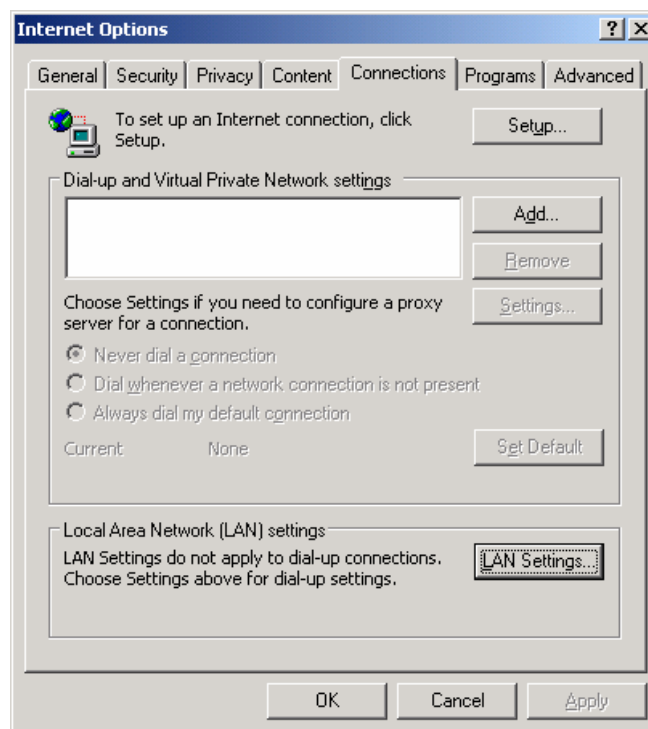 Internet Options
General Security Privacy Content Connections Programs Advanced
To set up an Internet connection, click
Setup.
Setup...
Dial-up and Virtual Private Network settings
Add...
Remove
Choose Settings if you need to configure a proxy
server for a connection.
Settings...
Never dial a connection
Dial whenever a network connection is not present
Always dial my default connection
Current None
Set Default
Local Area Network (LAN) settings
LAN Settings do not apply to dial-up connections.
Choose Settings above for dial-up settings.
LAN Settings...
OK Cancel Apply